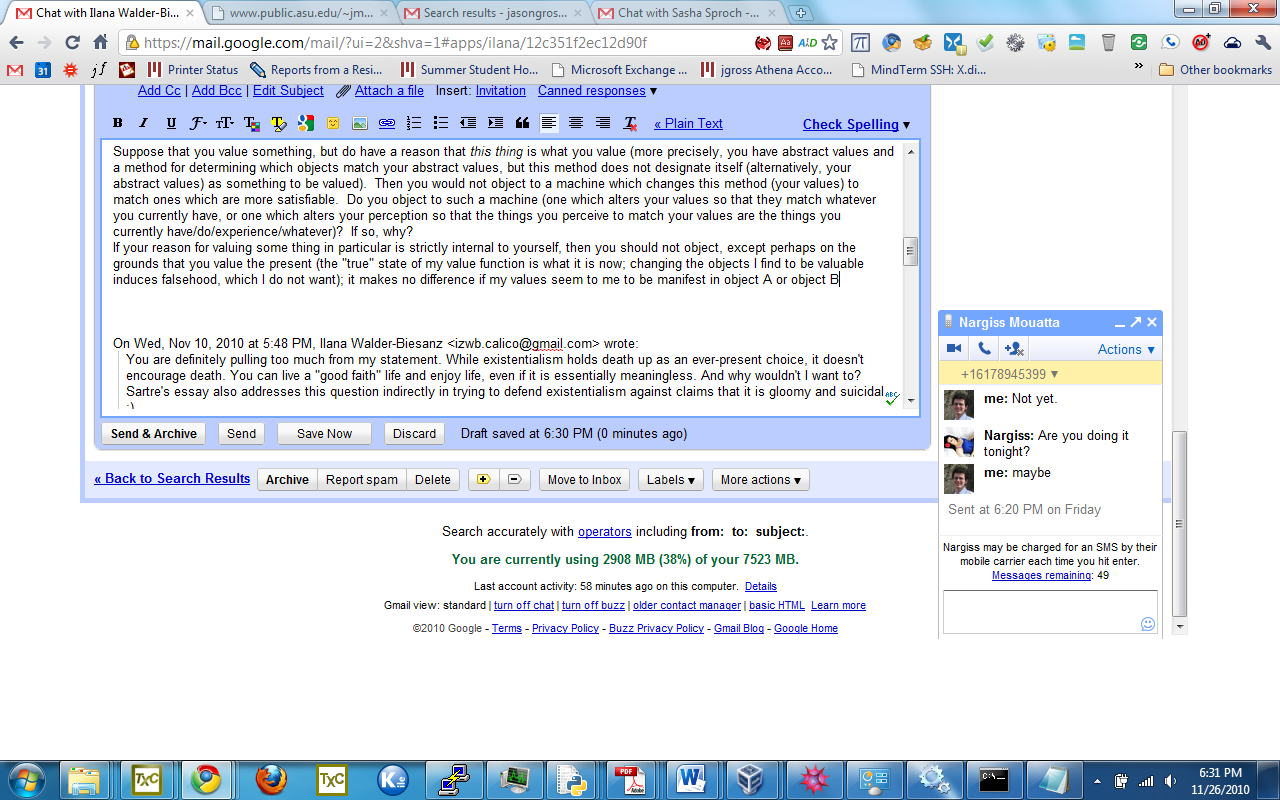 Chat with Ilana Walder-Bi...
www.public.asu.edu/~jm...
Search results - jasongros...
Chat with Sasha Sproch -...
https://mail.google.com/mail/?ui=2&shva=1#apps/ilana/12c351f2ec12d90f
Printer Status
Reports from a Resi...
Summer Student Ho...
Microsoft Exchange ...
jgross Athena Acco...
MindTerm SSH: X.di...
»
Other bookmarks
Add Cc | Add Bcc | Edit Subject Attach a file Insert: Invitation Canned responses ▼
« Plain Text
Check Spelling ▼
Suppose that you value something, but do have a reason that this thing is what you value (more precisely, you have abstract values and
a method for determining which objects match your abstract values, but this method does not designate itself (alternatively, your
abstract values) as something to be valued). Then you would not object to a machine which changes this method (your values) to
match ones which are more satisfiable. Do you object to such a machine (one which alters your values so that they match whatever
you currently have, or one which alters your perception so that the things you perceive to match your values are the things you
currently have/do/experience/whatever)? If so, why?
If your reason for valuing some thing in particular is strictly internal to yourself, then you should not object, except perhaps on the
grounds that you value the present (the "true" state of my value function is what it is now; changing the objects I find to be valuable
induces falsehood, which I do not want); it makes no difference if my values seem to me to be manifest in object A or object B
On Wed, Nov 10, 2010 at 5:48 PM, Ilana Walder-Biesanz <izwb.calico@gmail.com> wrote:
You are definitely pulling too much from my statement. While existentialism holds death up as an ever-present choice, it doesn't
encourage death. You can live a "good faith" life and enjoy life, even if it is essentially meaningless. And why wouldn't I want to?
Sartre's essay also addresses this question indirectly in trying to defend existentialism against claims that it is gloomy and suicidal.
:)
Send & Archive
Send
Save Now
Discard
Draft saved at 6:30 PM (0 minutes ago)
« Back to Search Results
Archive
Report spam
Delete
Move to Inbox
Labels ▼
More actions ▼
Search accurately with operators including from: to: subject:.
You are currently using 2908 MB (38%) of your 7523 MB.
Last account activity: 58 minutes ago on this computer. Details
Gmail view: standard | turn off chat | turn off buzz | older contact manager | basic HTML Learn more
©2010 Google - Terms - Privacy Policy - Buzz Privacy Policy - Gmail Blog - Google Home
Nargiss Mouatta
Actions ▼
+16178945399 ▼
me: Not yet.
Nargiss: Are you doing it
tonight?
me: maybe
Sent at 6:20 PM on Friday
Nargiss may be charged for an SMS by their
mobile carrier each time you hit enter.
Messages remaining: 49
6:31 PM
11/26/2010